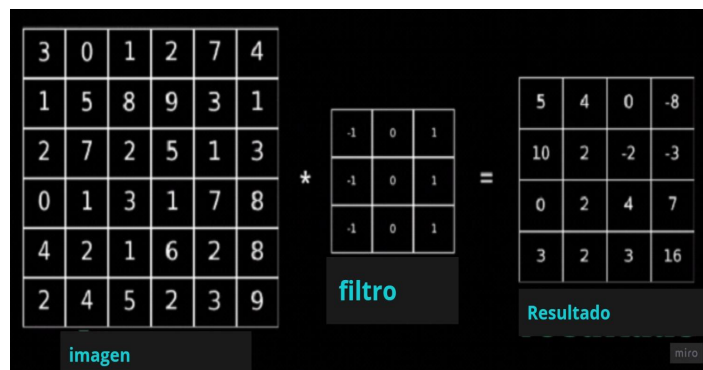 3 0 1 2 7 4
1 5 8 9 3 1
2 7 2 5 1 3
0 1 3 1 7 8
4 2 1 6 2 8
2 4 5 2 3 9
imagen
*
-1 0 1
-1 0 1
-1 0 1
filtro
=
5 4 0 -8
10 2 -2 -3
0 2 4 7
3 2 3 16
Resultado
miro